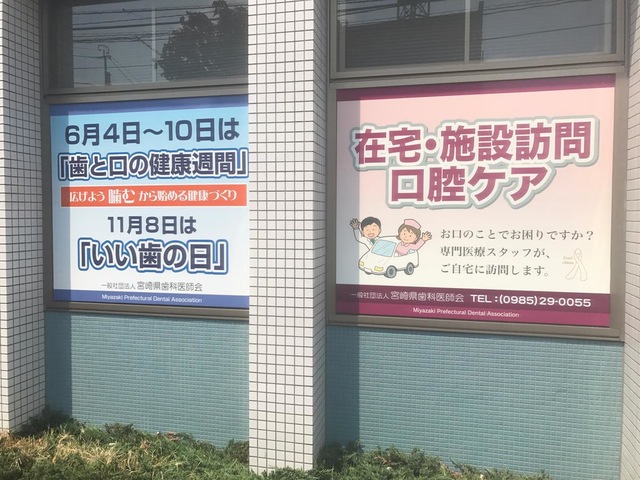 6月4日～10日は
「歯と口の健康週間」
広げよう 噛む から始める健康づくり
11月8日は
「いい歯の日」
一般社団法人 宮崎県歯科医師会
Miyazaki Prefectural Dental Association
在宅・施設訪問
口腔ケア
お口のことでお困りですか?
専門医療スタッフが、
ご自宅に訪問します。
一般社団法人 宮崎県歯科医師会 TEL:(0985)29-0055
Miyazaki Prefectural Dental Association